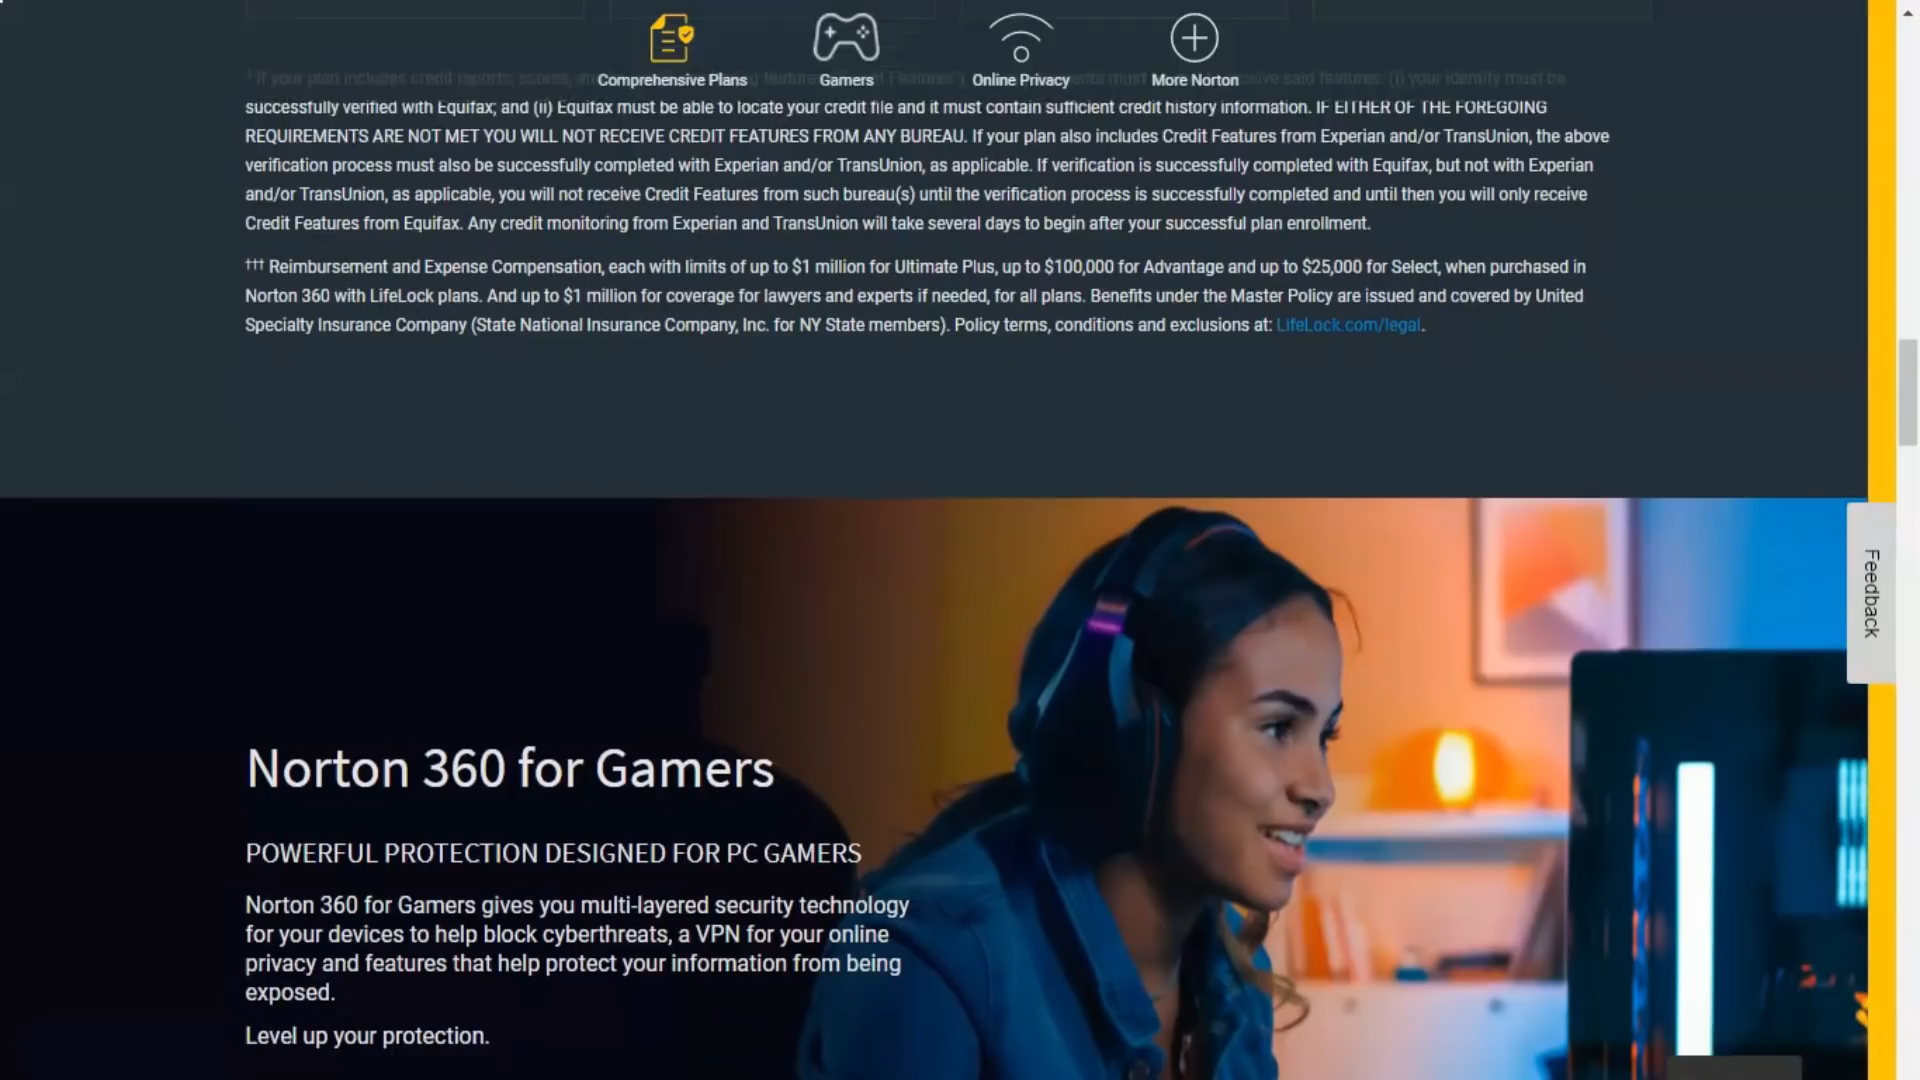 Comprehensive Plans
Gamers
Online Privacy
More Norton
If your plan includes credit reports, scores,
your identity must be
successfully verified with Equifax; and (ii) Equifax must be able to locate your credit file and it must contain sufficient credit history information. IF EITHER OF THE FOREGOING
REQUIREMENTS ARE NOT MET YOU WILL NOT RECEIVE CREDIT FEATURES FROM ANY BUREAU. If your plan also includes Credit Features from Experian and/or TransUnion, the above
verification process must also be successfully completed with Experian and/or TransUnion, as applicable. If verification is successfully completed with Equifax, but not with Experian
and/or TransUnion, as applicable, you will not receive Credit Features from such bureau(s) until the verification process is successfully completed and until then you will only receive
Credit Features from Equifax. Any credit monitoring from Experian and TransUnion will take several days to begin after your successful plan enrollment.
††† Reimbursement and Expense Compensation, each with limits of up to $1 million for Ultimate Plus, up to $100,000 for Advantage and up to $25,000 for Select, when purchased in
Norton 360 with LifeLock plans. And up to $1 million for coverage for lawyers and experts if needed, for all plans. Benefits under the Master Policy are issued and covered by United
Specialty Insurance Company (State National Insurance Company, Inc. for NY State members). Policy terms, conditions and exclusions at: LifeLock.com/legal.
Feedback
Norton 360 for Gamers
POWERFUL PROTECTION DESIGNED FOR PC GAMERS
Norton 360 for Gamers gives you multi-layered security technology
for your devices to help block cyberthreats, a VPN for your online
privacy and features that help protect your information from being
exposed.
Level up your protection.